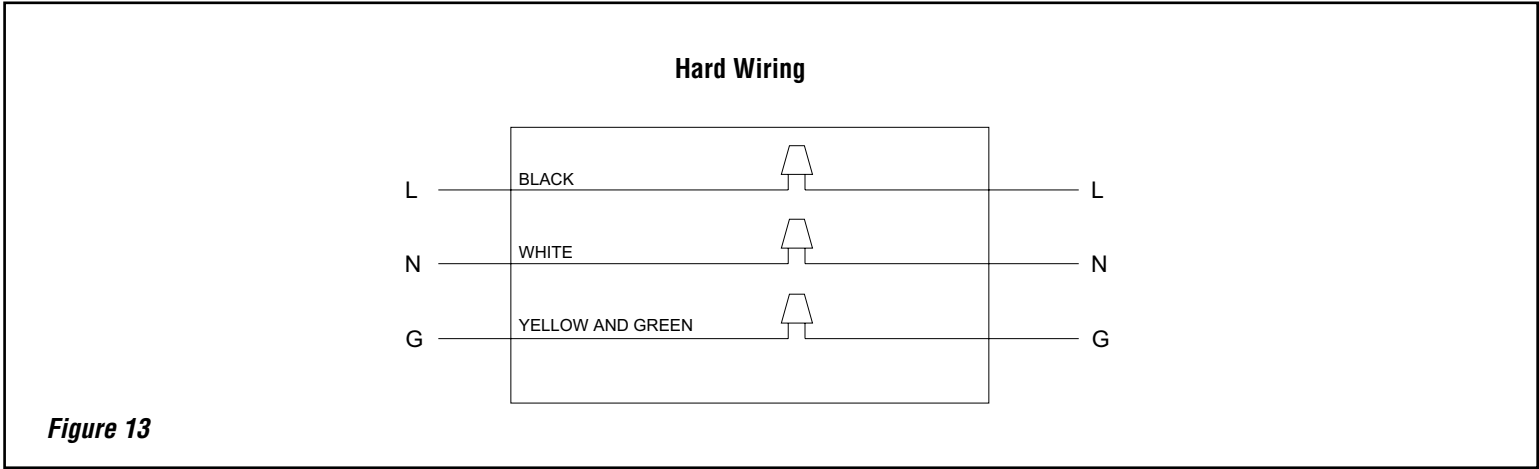 Hard Wiring
L BLACK L
N WHITE N
G YELLOW AND GREEN G
Figure 13